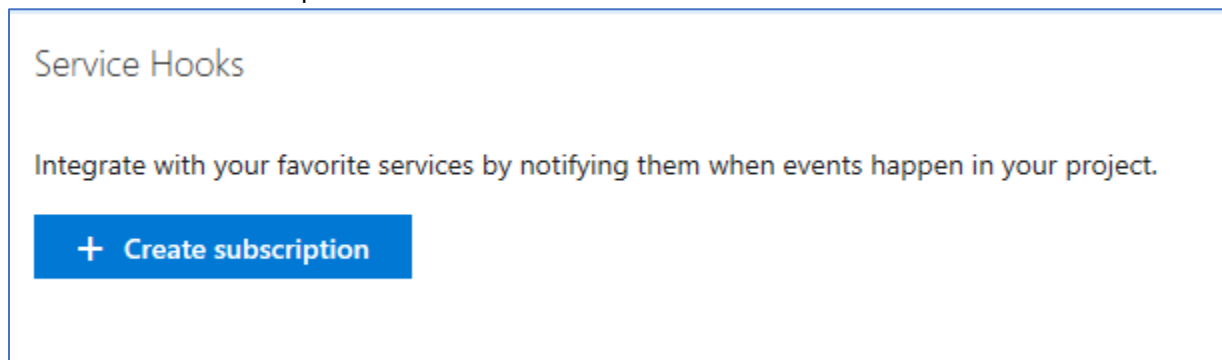 Service Hooks
Integrate with your favorite services by notifying them when events happen in your project.
+ Create subscription